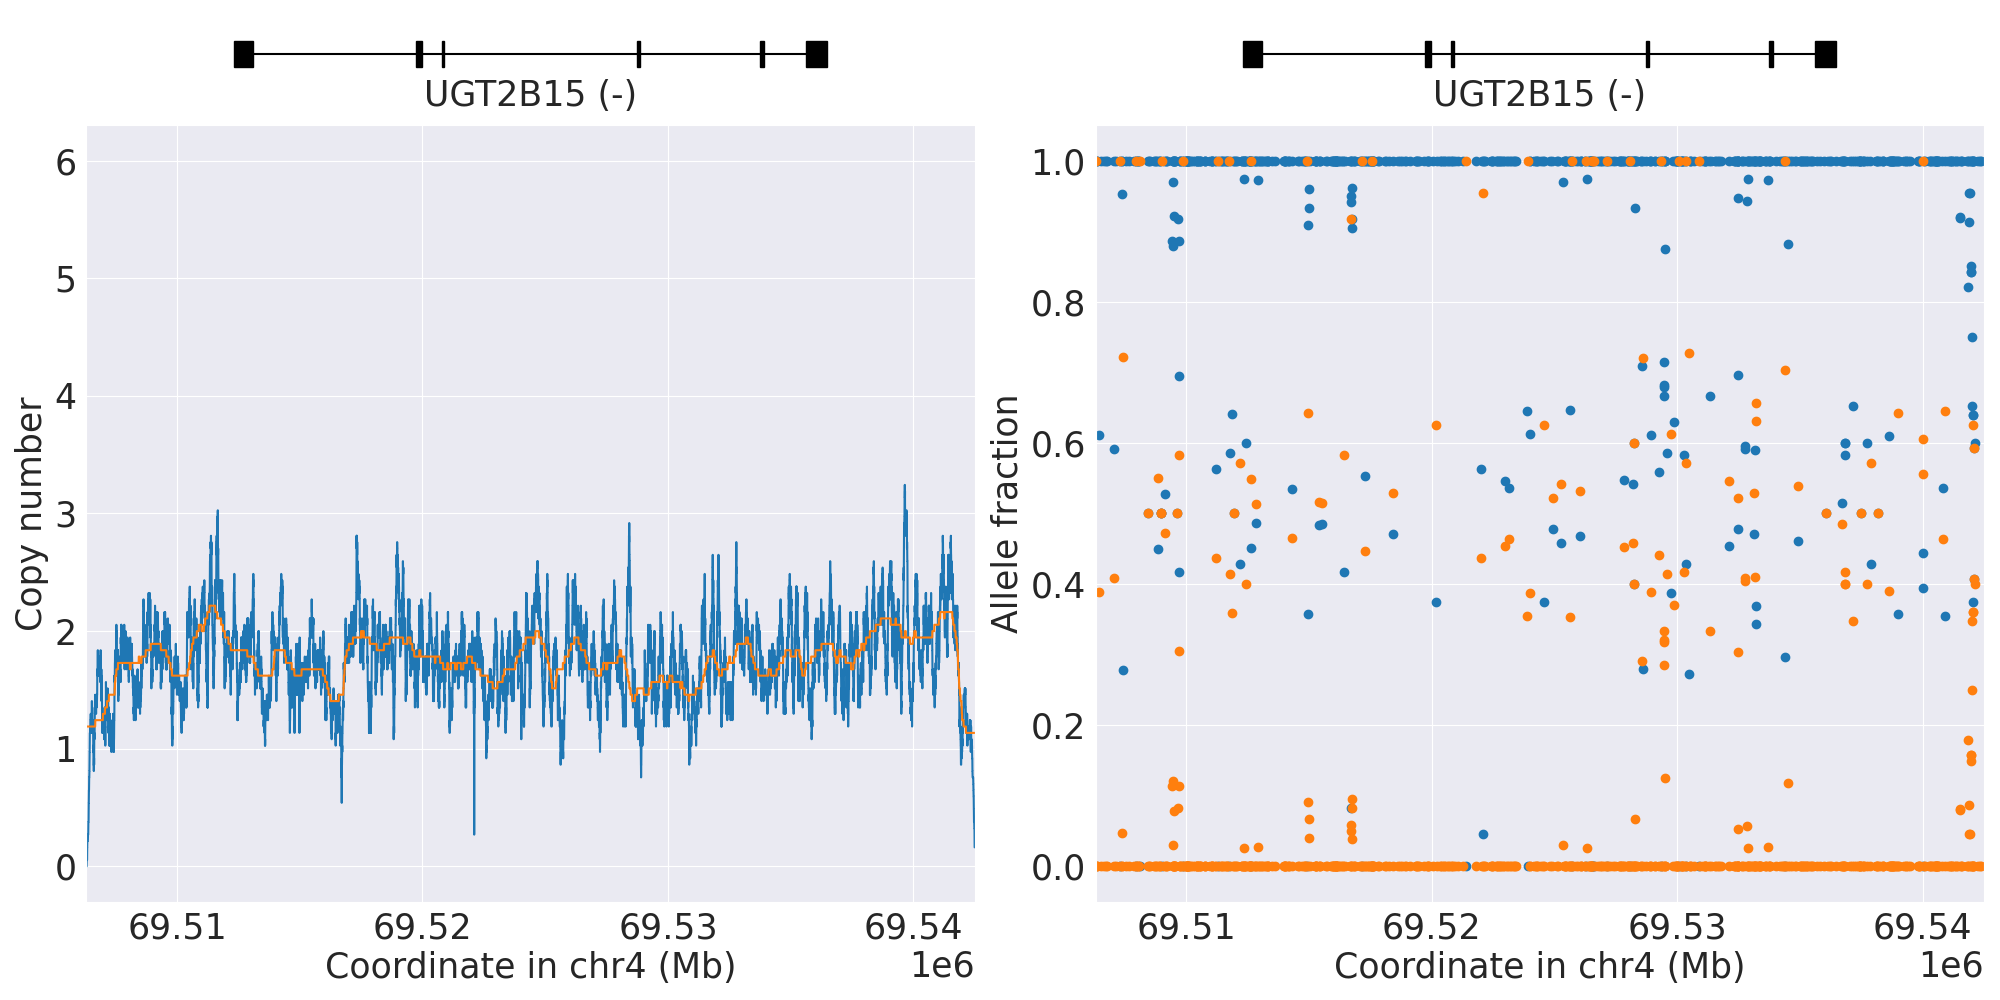 UGT2B15 (-)
6
5
4
3
2
1
0
Copy number
69.51
69.52
69.53
69.54
Coordinate in chr4 (Mb)
1e6
UGT2B15 (-)
1.0
0.8
0.6
0.4
0.2
0.0
Allele fraction
69.51
69.52
69.53
69.54
Coordinate in chr4 (Mb)
1e6